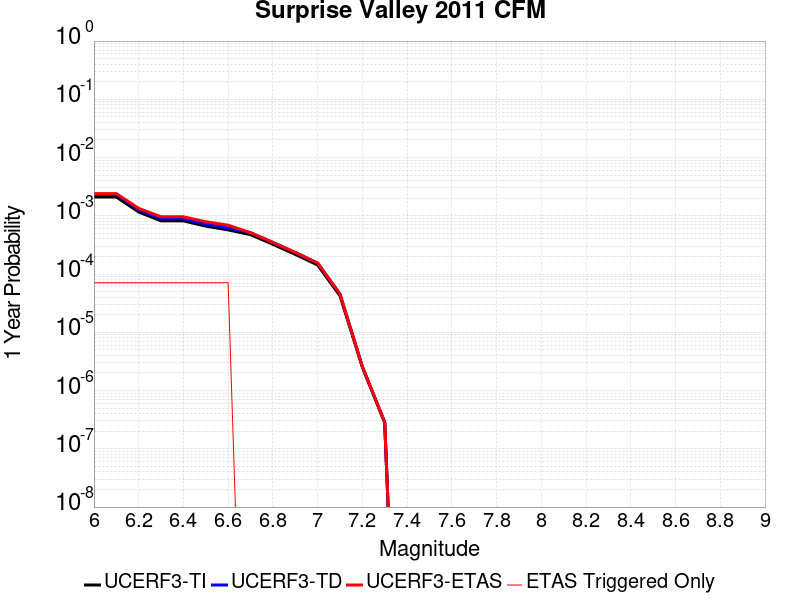 Surprise Valley 2011 CFM
10^0
10^-1
10^-2
10^-3
10^-4
10^-5
10^-6
10^-7
10^-8
1 Year Probability
6 6.2 6.4 6.6 6.8 7 7.2 7.4 7.6 7.8 8 8.2 8.4 8.6 8.8 9
Magnitude
UCERF3-TI UCERF3-TD UCERF3-ETAS ETAS Triggered Only